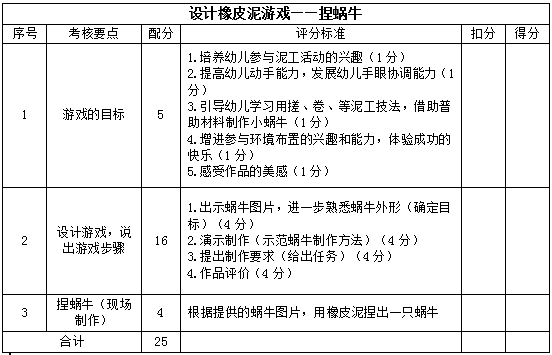 设计橡皮泥游戏——捏蜗牛
序号 考核要点 配分 评分标准 扣分 得分
1 游戏的目标 5
1.培养幼儿参与泥工活动的兴趣（1 分）
2.提高幼儿动手能力，发展幼儿手眼协调能力（1
分）
3.引导幼儿学习用搓、卷、等泥工技法，借助普
助材料制作小蜗牛（1 分）
4.增进参与环境布置的兴趣和能力，体验成功的
快乐（1 分）
5.感受作品的美感（1 分）
2 设计游戏，说
出游戏步骤 16
1.出示蜗牛图片，进一步熟悉蜗牛外形（确定目
标）（4 分）
2.演示制作（示范蜗牛制作方法）（4 分）
3.提出制作要求（给出任务）（4 分）
4.作品评价（4 分）
3 捏蜗牛（现场
制作） 4 根据提供的蜗牛图片，用橡皮泥捏出一只蜗牛
合计 25